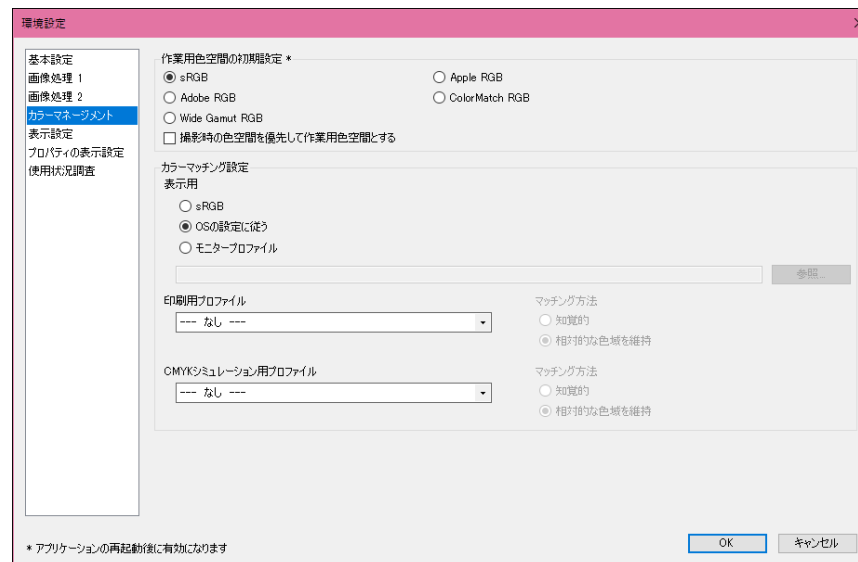 環境設定
基本設定
画像処理 1
画像処理 2
カラーマネージメント
表示設定
プロパティの表示設定
使用状況調査
作業用色空間の初期設定 *
sRGB
Apple RGB
Adobe RGB
ColorMatch RGB
Wide Gamut RGB
撮影時の色空間を優先して作業用色空間とする
カラーマッチング設定
表示用
sRGB
OSの設定に従う
モニタープロファイル
参照...
印刷用プロファイル
マッチング方法
--- なし ---
知覚的
相対的な色域を維持
CMYKシミュレーション用プロファイル
マッチング方法
--- なし ---
知覚的
相対的な色域を維持
* アプリケーションの再起動後に有効になります
OK
キャンセル